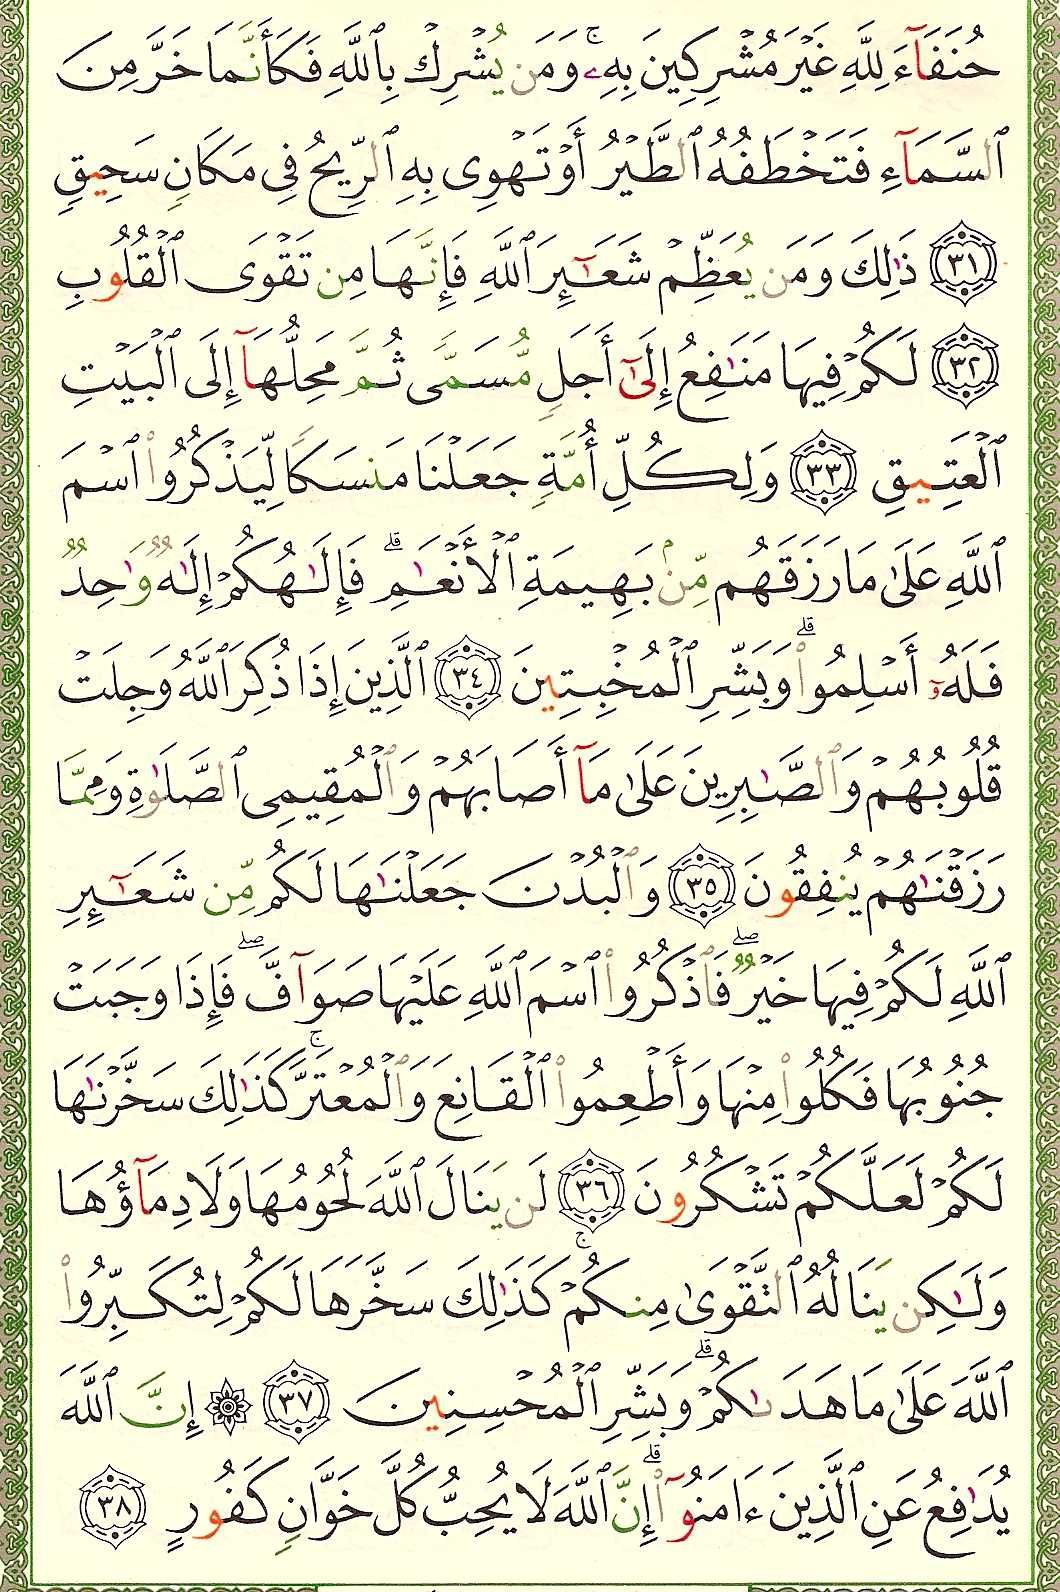 حُنَفَآءَ لِلَّهِ غَيۡرَ مُشۡرِكِينَ بِهِۦۚ وَمَن يُشۡرِكۡ بِٱللَّهِ فَكَأَنَّمَا خَرَّ مِنَ
ٱلسَّمَآءِ فَتَخۡطَفُهُ ٱلطَّيۡرُ أَوۡ تَهۡوِى بِهِ ٱلرِّيحُ فِى مَكَانٖ سَحِيقٖ
٣١ ذَٰلِكَ وَمَن يُعَظِّمۡ شَعَـٰٓئِرَ ٱللَّهِ فَإِنَّهَا مِن تَقۡوَى ٱلۡقُلُوبِ
٣٢ لَكُمۡ فِيهَا مَنَـٰفِعُ إِلَىٰٓ أَجَلٖ مُّسَمّٗى ثُمَّ مَحِلُّهَآ إِلَى ٱلۡبَيۡتِ
ٱلۡعَتِيقِ ٣٣ وَلِكُلِّ أُمَّةٖ جَعَلۡنَا مَنسَكٗا لِّيَذۡكُرُواْ ٱسۡمَ
ٱللَّهِ عَلَىٰ مَا رَزَقَهُم مِّنۢ بَهِيمَةِ ٱلۡأَنۡعَـٰمِۗ فَإِلَـٰهُكُمۡ إِلَـٰهٞ وَٰحِدٞ
فَلَهُۥٓ أَسۡلِمُواْۗ وَبَشِّرِ ٱلۡمُخۡبِتِينَ ٣٤ ٱلَّذِينَ إِذَا ذُكِرَ ٱللَّهُ وَجِلَتۡ
قُلُوبُهُمۡ وَٱلصَّـٰبِرِينَ عَلَىٰ مَآ أَصَابَهُمۡ وَٱلۡمُقِيمِى ٱلصَّلَوٰةِ وَمِمَّا
رَزَقۡنَـٰهُمۡ يُنفِقُونَ ٣٥ وَٱلۡبُدۡنَ جَعَلۡنَـٰهَا لَكُم مِّن شَعَـٰٓئِرِ
ٱللَّهِ لَكُمۡ فِيهَا خَيۡرٞۖ فَٱذۡكُرُواْ ٱسۡمَ ٱللَّهِ عَلَيۡهَا صَوَآفَّۖ فَإِذَا وَجَبَتۡ
جُنُوبُهَا فَكُلُواْ مِنۡهَا وَأَطۡعِمُواْ ٱلۡقَانِعَ وَٱلۡمُعۡتَرَّۚ كَذَٰلِكَ سَخَّرۡنَـٰهَا
لَكُمۡ لَعَلَّكُمۡ تَشۡكُرُونَ ٣٦ لَن يَنَالَ ٱللَّهَ لُحُومُهَا وَلَا دِمَآؤُهَا
وَلَـٰكِن يَنَالُهُ ٱلتَّقۡوَىٰ مِنكُمۡۚ كَذَٰلِكَ سَخَّرَهَا لَكُمۡ لِتُكَبِّرُواْ
ٱللَّهَ عَلَىٰ مَا هَدَىٰكُمۡۗ وَبَشِّرِ ٱلۡمُحۡسِنِينَ ٣٧ ۞ إِنَّ ٱللَّهَ
يُدَٰفِعُ عَنِ ٱلَّذِينَ ءَامَنُوٓاْۗ إِنَّ ٱللَّهَ لَا يُحِبُّ كُلَّ خَوَّانٖ كَفُورٍ ٣٨